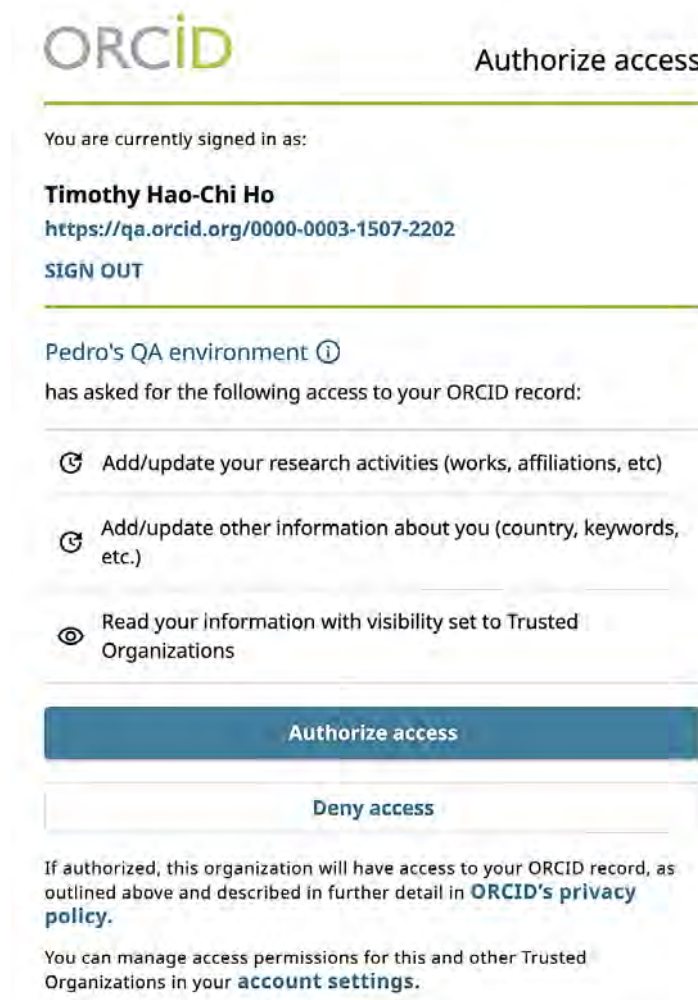 ORCiD
Authorize access
You are currently signed in as:
Timothy Hao-Chi Ho
https://qa.orcid.org/0000-0003-1507-2202
SIGN OUT
Pedro's QA environment
has asked for the following access to your ORCID record:
Add/update your research activities (works, affiliations, etc)
Add/update other information about you (country, keywords,
etc.)
Read your information with visibility set to Trusted
Organizations
Authorize access
Deny access
If authorized, this organization will have access to your ORCID record, as
outlined above and described in further detail in ORCID's privacy
policy.
You can manage access permissions for this and other Trusted
Organizations in your account settings.